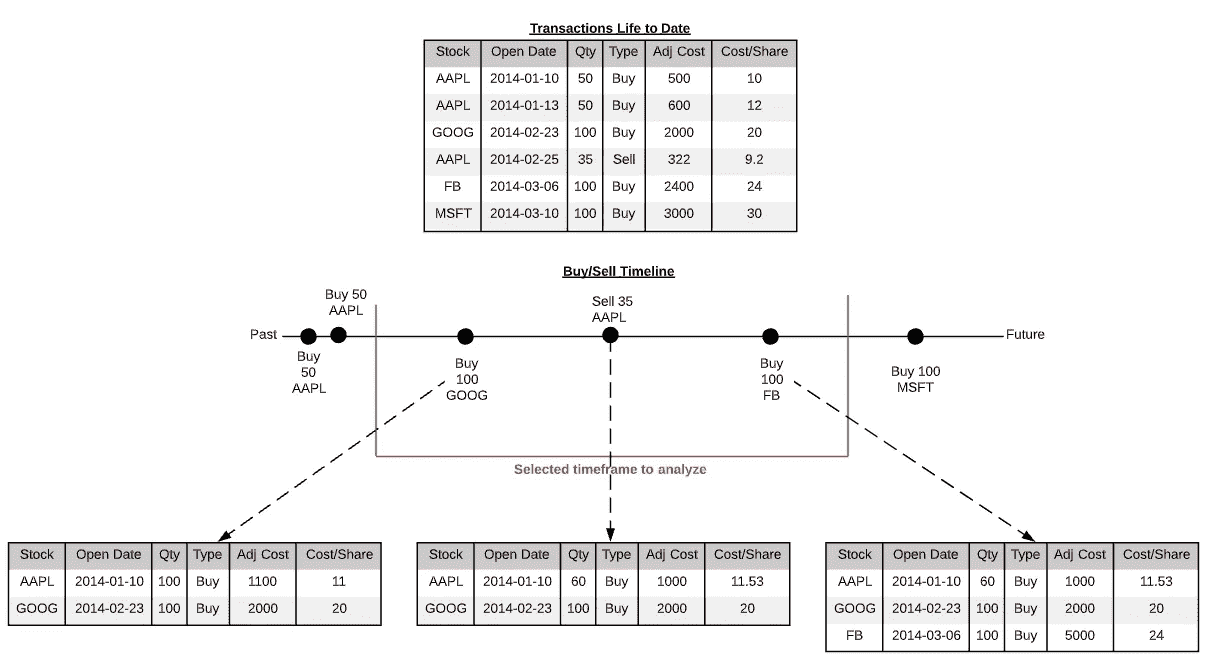 Transactions Life to Date
Stock Open Date Qty Type Adj Cost Cost/Share
AAPL 2014-01-10 50 Buy 500 10
AAPL 2014-01-13 50 Buy 600 12
GOOG 2014-02-23 100 Buy 2000 20
AAPL 2014-02-25 35 Sell 322 9.2
FB 2014-03-06 100 Buy 2400 24
MSFT 2014-03-10 100 Buy 3000 30
Buy/Sell Timeline
Past
Buy
50
AAPL
Buy 50
AAPL
Buy
100
GOOG
Sell 35
AAPL
Buy
100
FB
Buy 100
MSFT
Future
Selected timeframe to analyze
Stock Open Date Qty Type Adj Cost Cost/Share
AAPL 2014-01-10 100 Buy 1100 11
GOOG 2014-02-23 100 Buy 2000 20
Stock Open Date Qty Type Adj Cost Cost/Share
AAPL 2014-01-10 60 Buy 1000 11.53
GOOG 2014-02-23 100 Buy 2000 20
Stock Open Date Qty Type Adj Cost Cost/Share
AAPL 2014-01-10 60 Buy 1000 11.53
GOOG 2014-02-23 100 Buy 2000 20
FB 2014-03-06 100 Buy 5000 24